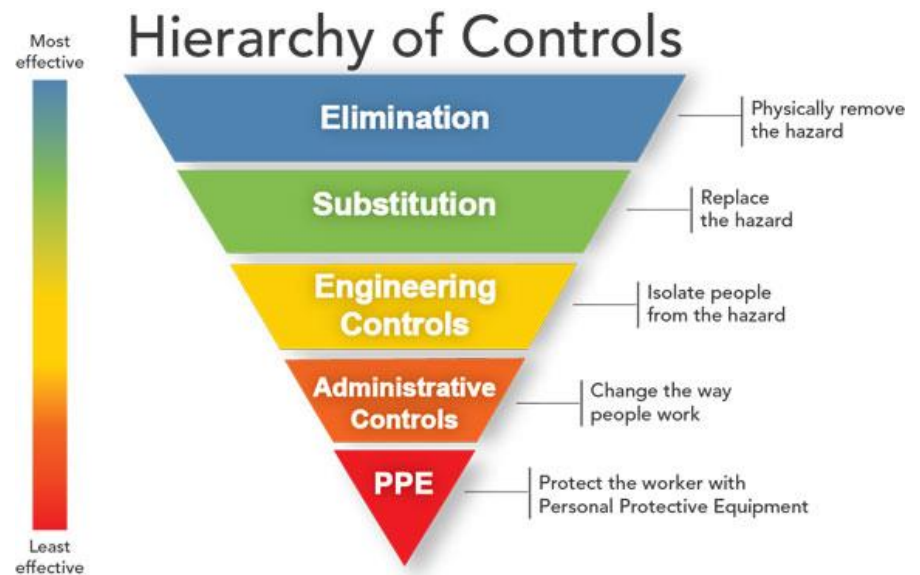 Hierarchy of Controls
Most
effective
Elimination
Physically remove
the hazard
Substitution
Replace
the hazard
Engineering
Controls
Isolate people
from the hazard
Administrative
Controls
Change the way
people work
PPE
Protect the worker with
Personal Protective Equipment
Least
effective